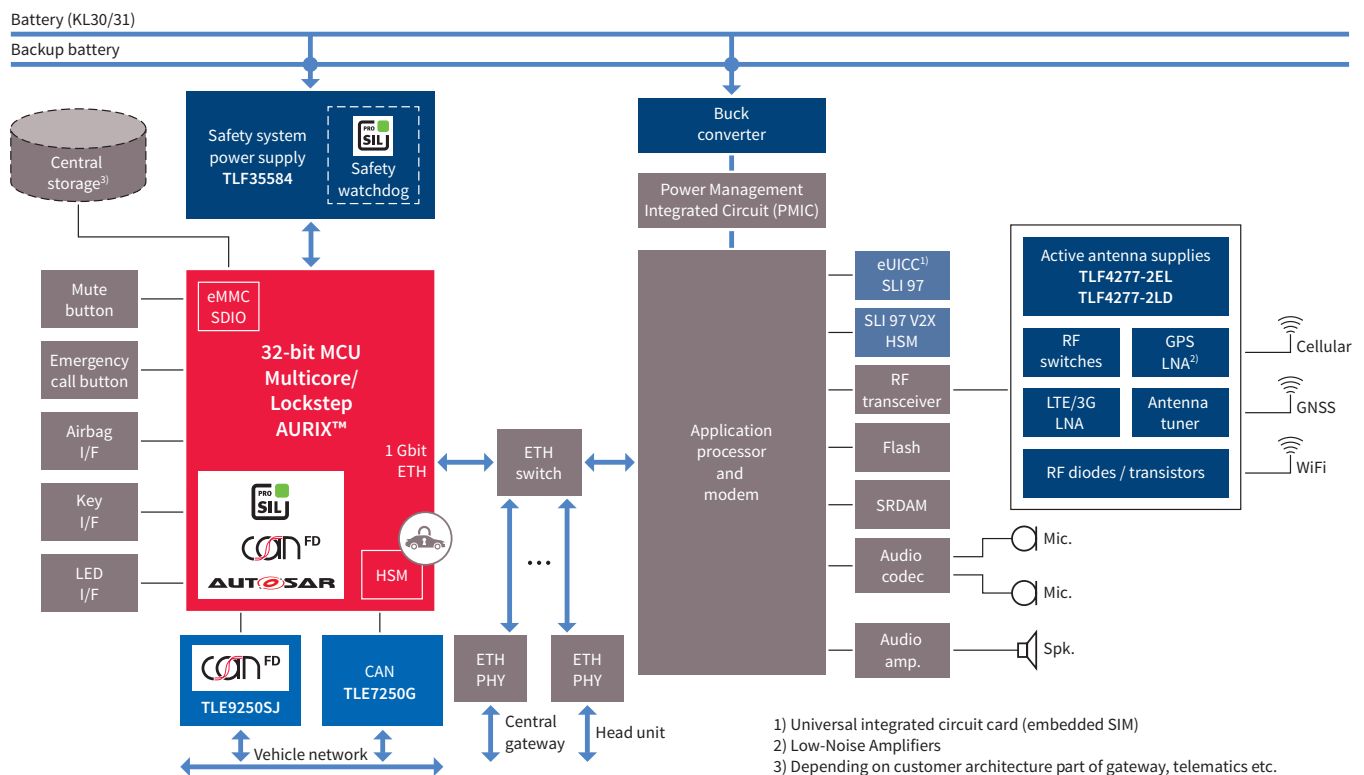 Battery (KL30/31)
Backup battery
Central
storage3)
Safety system
power supply
TLF35584
PRO
SIL
Safety
watchdog
Buck
converter
Power Management
Integrated Circuit (PMIC)
Mute
button
Emergency
call button
Airbag
I/F
Key
I/F
LED
I/F
eMMC
SDIO
32-bit MCU
Multicore/
Lockstep
AURIX™
1 Gbit
ETH
PRO
SIL
CAN FD
AUTOSAR
HSM
CAN FD
TLE9250SJ
CAN
TLE7250G
Vehicle network
ETH
switch
...
ETH
PHY
ETH
PHY
Central
gateway
Head unit
Application
processor
and
modem
eUICC1)
SLI 97
SLI 97 V2X
HSM
RF
transceiver
Flash
SRDAM
Audio
codec
Audio
amp.
Mic.
Mic.
Spk.
Active antenna supplies
TLF4277-2EL
TLF4277-2LD
RF
switches
GPS
LNA2)
LTE/3G
LNA
Antenna
tuner
RF diodes / transistors
Cellular
GNSS
WiFi
1) Universal integrated circuit card (embedded SIM)
2) Low-Noise Amplifiers
3) Depending on customer architecture part of gateway, telematics etc.